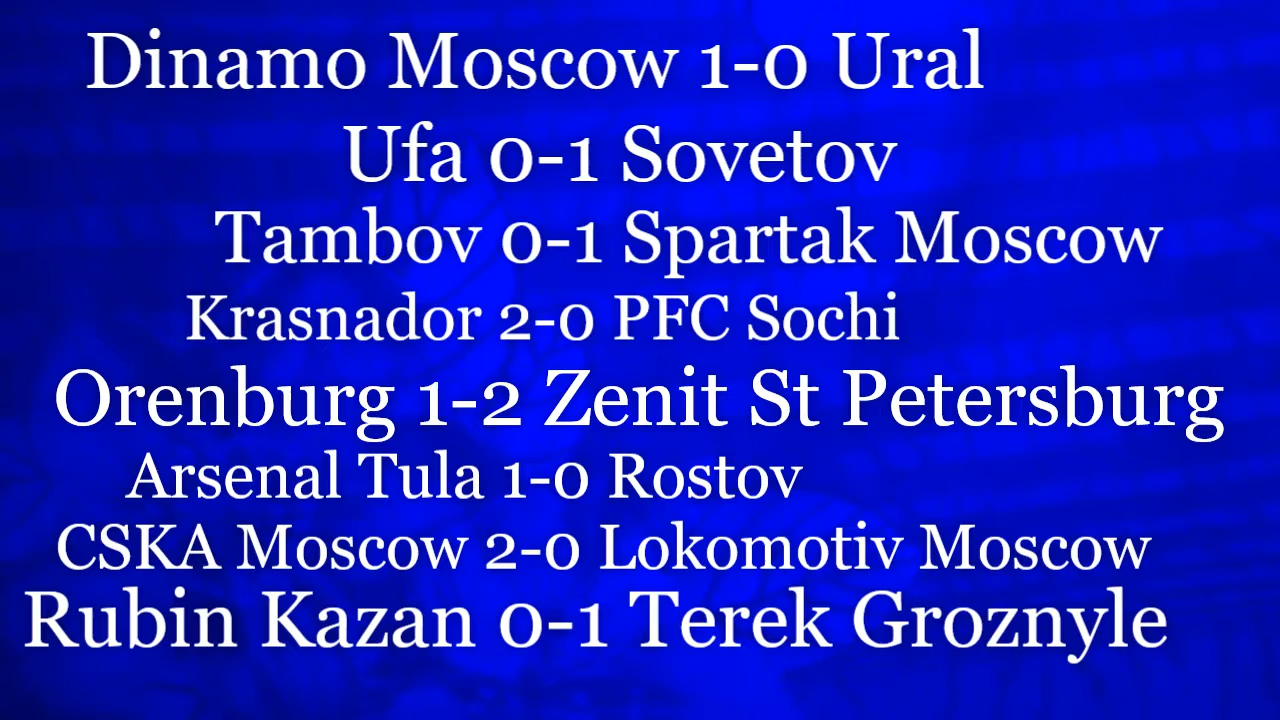 Dinamo Moscow 1-0 Ural
Ufa 0-1 Sovetov
Tambov 0-1 Spartak Moscow
Krasnador 2-0 PFC Sochi
Orenburg 1-2 Zenit St Petersburg
Arsenal Tula 1-0 Rostov
CSKA Moscow 2-0 Lokomotiv Moscow
Rubin Kazan 0-1 Terek Groznyle